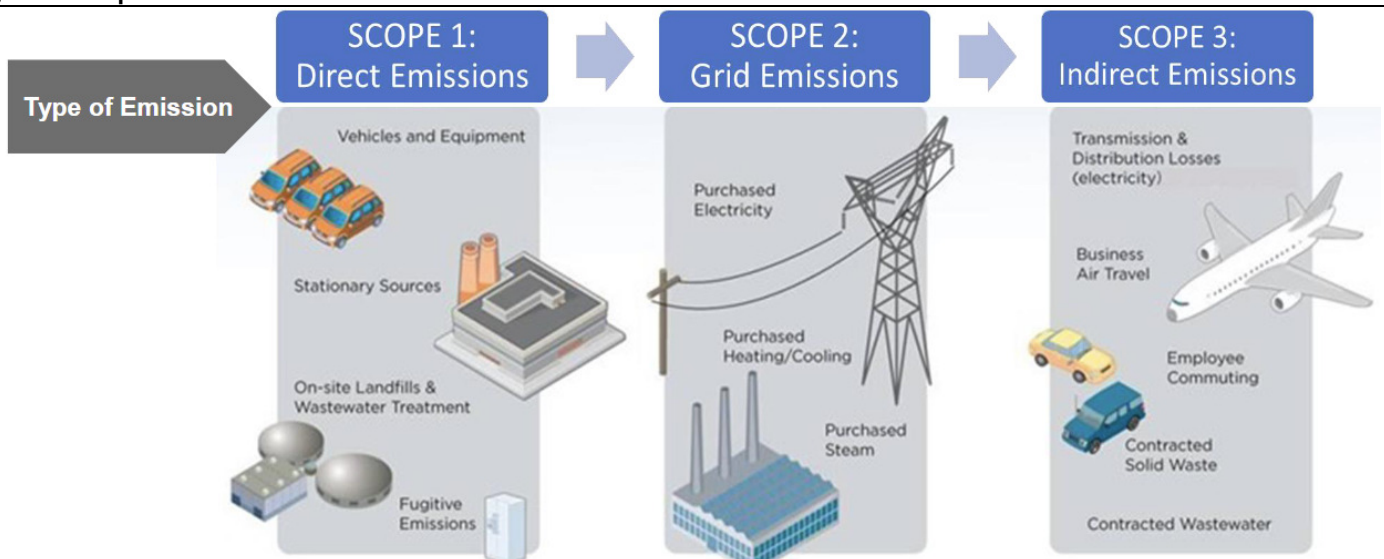 SCOPE 1:
Direct Emissions
SCOPE 2:
Grid Emissions
SCOPE 3:
Indirect Emissions
Type of Emission
Vehicles and Equipment
Stationary Sources
On-site Landfills &
Wastewater Treatment
Fugitive
Emissions
Purchased
Electricity
Purchased
Heating/Cooling
Purchased
Steam
Transmission &
Distribution Losses
(electricity)
Business
Air Travel
Employee
Commuting
Contracted
Solid Waste
Contracted Wastewater